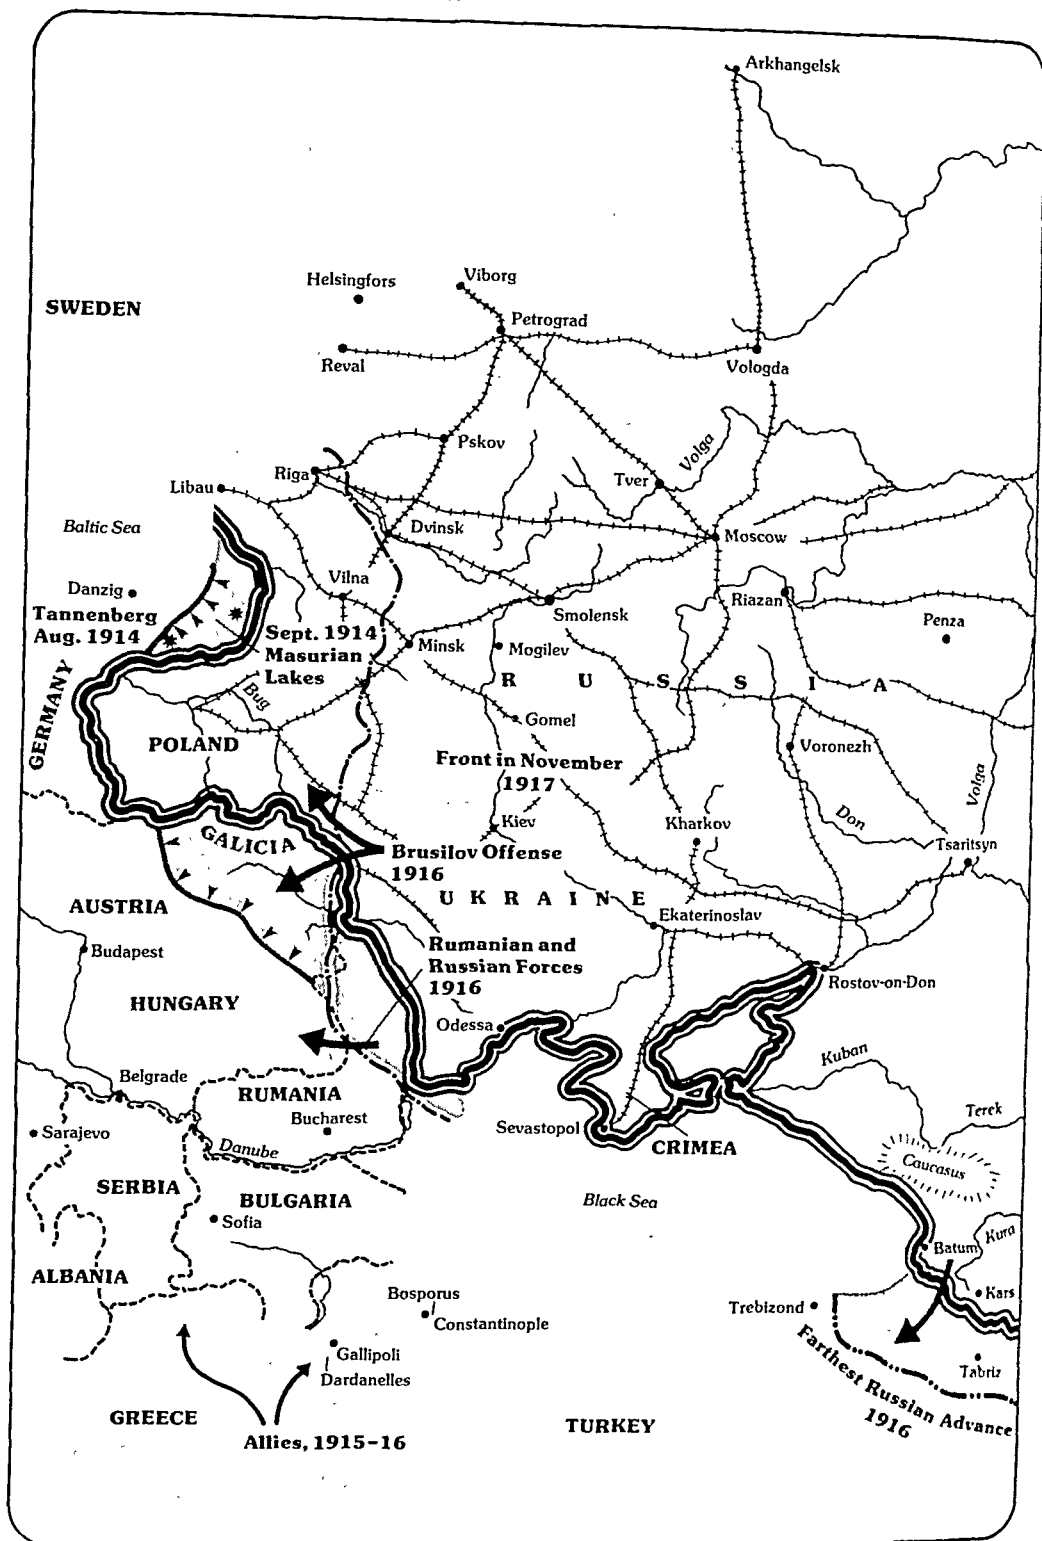 Arkhangelsk
Helsingfors
Viborg
SWEDEN
Petrograd
Reval
Vologda
Pskov
Volga
Riga
Tver
Libau
Baltic Sea
Dvinsk
Moscow
Vilna
Danzig
Riazan
Smolensk
Tannenberg
Aug. 1914
Penza
Sept. 1914
Masurian
Lakes
Minsk
Mogilev
RUSSIA
GERMANY
Bug
Gomel
POLAND
Voronezh
Front in November
1917
Volga
Don
Kiev
Kharkov
GALICIA
Tsaritsyn
Brusilov Offense
1916
UKRAINE
AUSTRIA
Ekaterinoslav
Budapest
Rumanian and
Russian Forces
1916
Rostov-on-Don
HUNGARY
Odessa
Kuban
Belgrade
RUMANIA
Terek
Bucharest
Sarajevo
Sevastopol
Danube
CRIMEA
Caucasus
SERBIA
BULGARIA
Black Sea
Sofia
Kura
Batum
ALBANIA
Bosporus
Kars
Trebizond
Constantinople
Gallipoli
Dardanelles
Tabriz
Farthest Russian Advance
1916
GREECE
TURKEY
Allies, 1915-16